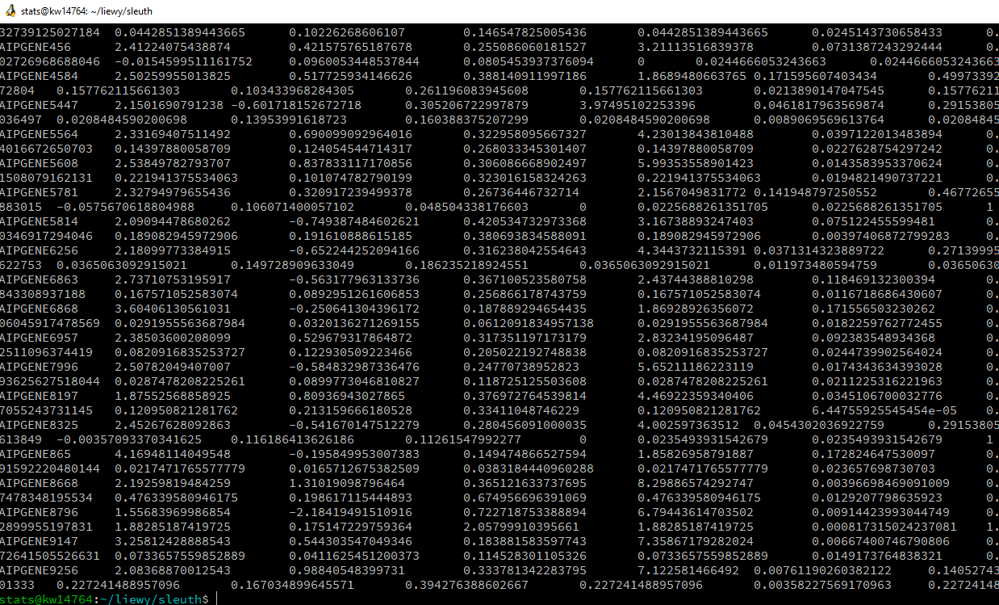 stats@kw14764: ~/liewy/sleuth
32739125027184 0.0442851389443665 0.10226268606107 0.146547825005436 0.0442851389443665 0.0245143730658433 0.
AIPGENE456 2.41224075438874 0.421575765187678 0.255086060181527 3.21113516839378 0.0731387243292444 0.
02726968688046 -0.0154599511161752 0.0960053448537844 0.0805453937376094 0 0.0244666053243663 0.0244666053243663
AIPGENE4584 2.50259955013825 0.517725934146626 0.388140911997186 1.8689480663765 0.171595607403434 0.49973392
72804 0.157762115661303 0.103433968284305 0.261196083945608 0.157762115661303 0.0213890147047545 0.15776211
AIPGENE5447 2.1501690791238 -0.601718152672718 0.305206722997879 3.97495102253396 0.0461817963569874 0.29153805
036497 0.0208484590200698 0.13953991618723 0.160388375207299 0.0208484590200698 0.0089069569613764 0.02084845
AIPGENE5564 2.33169407511492 0.690099092964016 0.322958095667327 4.23013843810488 0.0397122013483894 0.
4016672650703 0.14397880058709 0.124054544714317 0.268033345301407 0.14397880058709 0.0227628754297242 0.
AIPGENE5608 2.53849782793707 0.837833117170856 0.306086668902497 5.99353558901423 0.0143583953370624 0.
1508079162131 0.221941375534063 0.101074782790199 0.323016158324263 0.221941375534063 0.0194821490737221 0.
AIPGENE5781 2.32794979655436 0.320917239499378 0.26736446732714 2.1567049831772 0.141948797250552 0.46772655
883015 -0.0575670618804988 0.106071400057102 0.048504338176603 0 0.0225688261351705 0.0225688261351705 1
AIPGENE5814 2.09094478680262 -0.749387484602621 0.420534732973368 3.16738893247403 0.075122455599481 0.
0346917294046 0.189082945972906 0.191610888615185 0.380693834588091 0.189082945972906 0.00397406872799283 0.
AIPGENE6256 2.18099773384915 -0.652244252094166 0.316238042554643 4.3443732115391 0.0371314323889722 0.27139995
622753 0.0365063092915021 0.149728909633049 0.186235218924551 0.0365063092915021 0.011973480594759 0.03650630
AIPGENE6863 2.73710753195917 -0.563177963133736 0.367100523580758 2.43744388810298 0.118469132300394 0.
843308937188 0.167571052583074 0.0892951261606853 0.256866178743759 0.167571052583074 0.0116718686430607 0.
AIPGENE6868 3.60406130561031 -0.250641304396172 0.187889294654435 1.86928926356072 0.171556503230262 0.
06045917478569 0.0291955563687984 0.0320136271269155 0.0612091834957138 0.0291955563687984 0.0182259762772455 0.
AIPGENE6957 2.38503600208099 0.529679317864872 0.317351197173179 2.83234195096487 0.092383548934368 0.
2511096374419 0.0820916835253727 0.122930509223466 0.205022192748838 0.0820916835253727 0.0244739902564024 0.
AIPGENE7996 2.50782049407007 -0.584832987336476 0.24770738952823 5.65211186223119 0.0174343634393028 0.
93625627518044 0.0287478208225261 0.0899773046810827 0.118725125503608 0.0287478208225261 0.0211225316221963 0.
AIPGENE8197 1.87552568858925 0.80936943027865 0.376972764539814 4.46922359340406 0.0345106700032776 0.
7055243731145 0.120950821281762 0.213159666180528 0.33411048746229 0.120950821281762 6.44755925545454e-05 0.
AIPGENE8325 2.45267628092863 -0.541670147512279 0.280456091000035 4.002597363512 0.0454302036922759 0.29153805
613849 -0.00357093370341625 0.116186413626186 0.11261547992277 0 0.0235493931542679 0.0235493931542679 1
AIPGENE865 4.16948114049548 -0.195849953007383 0.149474866527594 1.85826958791887 0.172824647530097 0.
91592220480144 0.0217471765577779 0.0165712675382509 0.0383184440960288 0.0217471765577779 0.023657698730703 0.
AIPGENE8668 2.19259819484259 1.31019098796464 0.365121633737695 8.29886574292747 0.00396698469091009 0.
7478348195534 0.476339580946175 0.198617115444893 0.674956696391069 0.476339580946175 0.0129207798635923 0.
AIPGENE8796 1.55683969986854 -2.18419491510916 0.722718753388894 6.79443614703502 0.00914423993044749 0.
2899955197831 1.88285187419725 0.175147229759364 2.05799910395661 1.88285187419725 0.000817315024237081 1.
AIPGENE9147 3.25812428888543 0.544303547049346 0.183881583597743 7.35867179282024 0.00667400746790806 0.
72641505526631 0.0733657559852889 0.0411625451200373 0.114528301105326 0.0733657559852889 0.0149173764838321 0.
AIPGENE9256 2.08368870012543 0.98840548399731 0.333781342283795 7.122581466492 0.00761190260382122 0.14052743
01333 0.227241488957096 0.167034899645571 0.394276388602667 0.227241488957096 0.00358227569170963 0.22724148
stats@kw14764:~/liewy/sleuth$